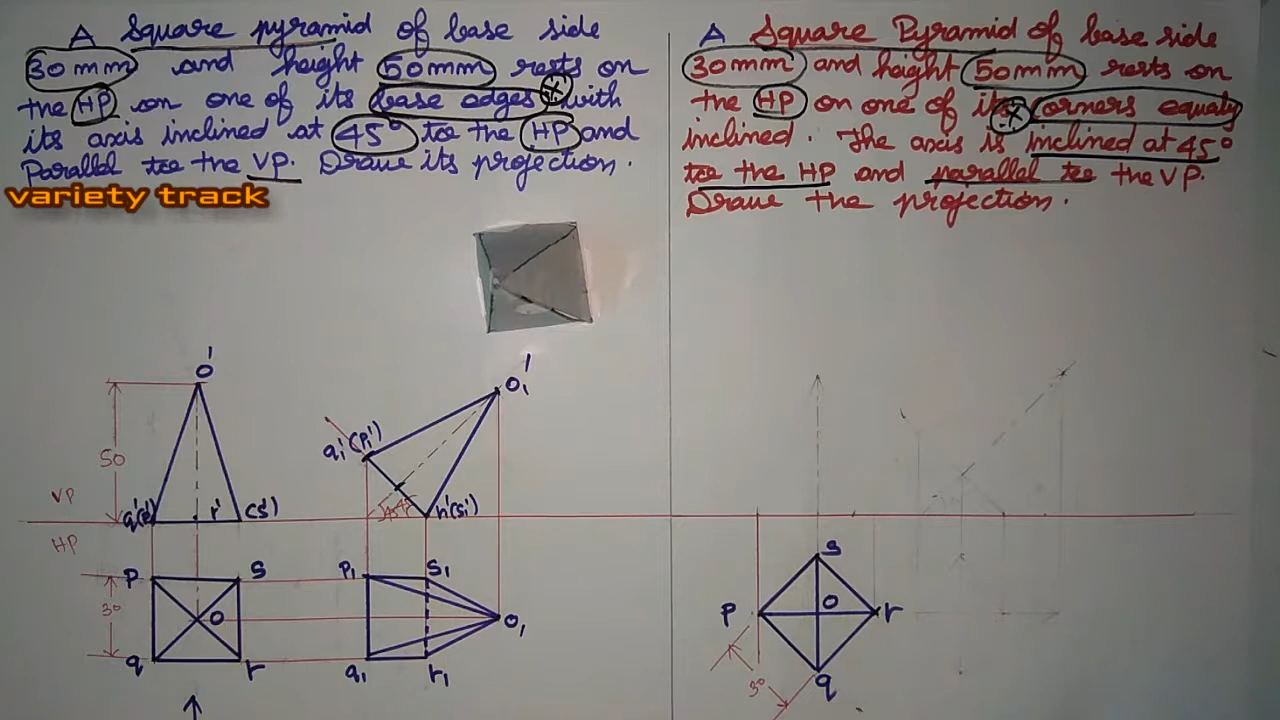 A Square pyramid of base side
30mm and height 50mm rests on
the HP on one of its base edges with
its axis inclined at 45° to the HP and
Parallel to the VP. Draw its projection.
variety track
A Square Pyramid of base side
30mm and height 50mm rests on
the HP on one of its corners equaly
inclined. The axis is inclined at 45°
to the HP and parallel to the VP.
Draw the projection.
O'
50
VP
HP
q'(p') r' (s')
P S
O
30
q r
O1'
q1'(p1')
45°
r1'(s1')
P1 S1
O1
q1 r1
S
P O r
q
30